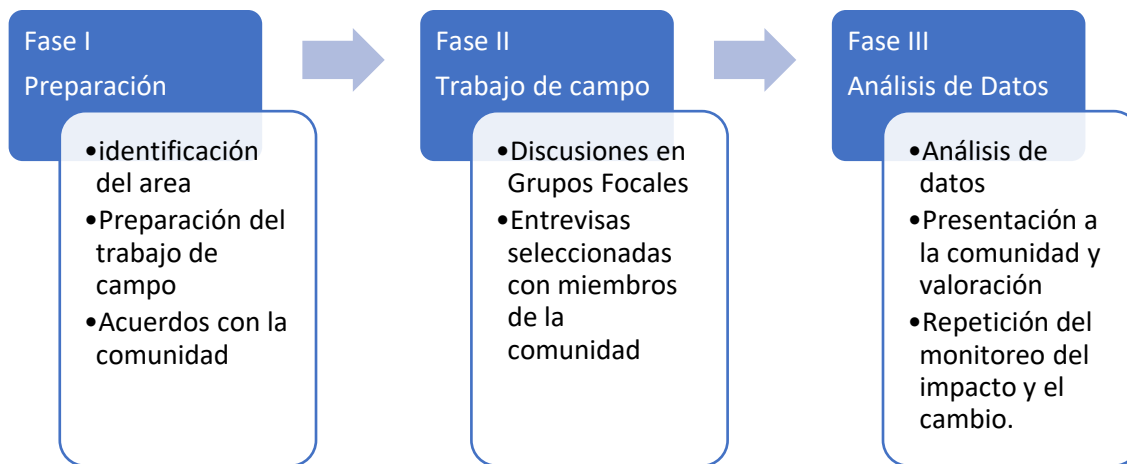 Fase I
Preparación
•identificación
del area
•Preparación del
trabajo de
campo
•Acuerdos con la
comunidad
Fase II
Trabajo de campo
•Discusiones en
Grupos Focales
•Entrevisas
seleccionadas
con miembros
de la
comunidad
Fase III
Análisis de Datos
•Análisis de
datos
•Presentación a
la comunidad y
valoración
•Repetición del
monitoreo del
impacto y el
cambio.